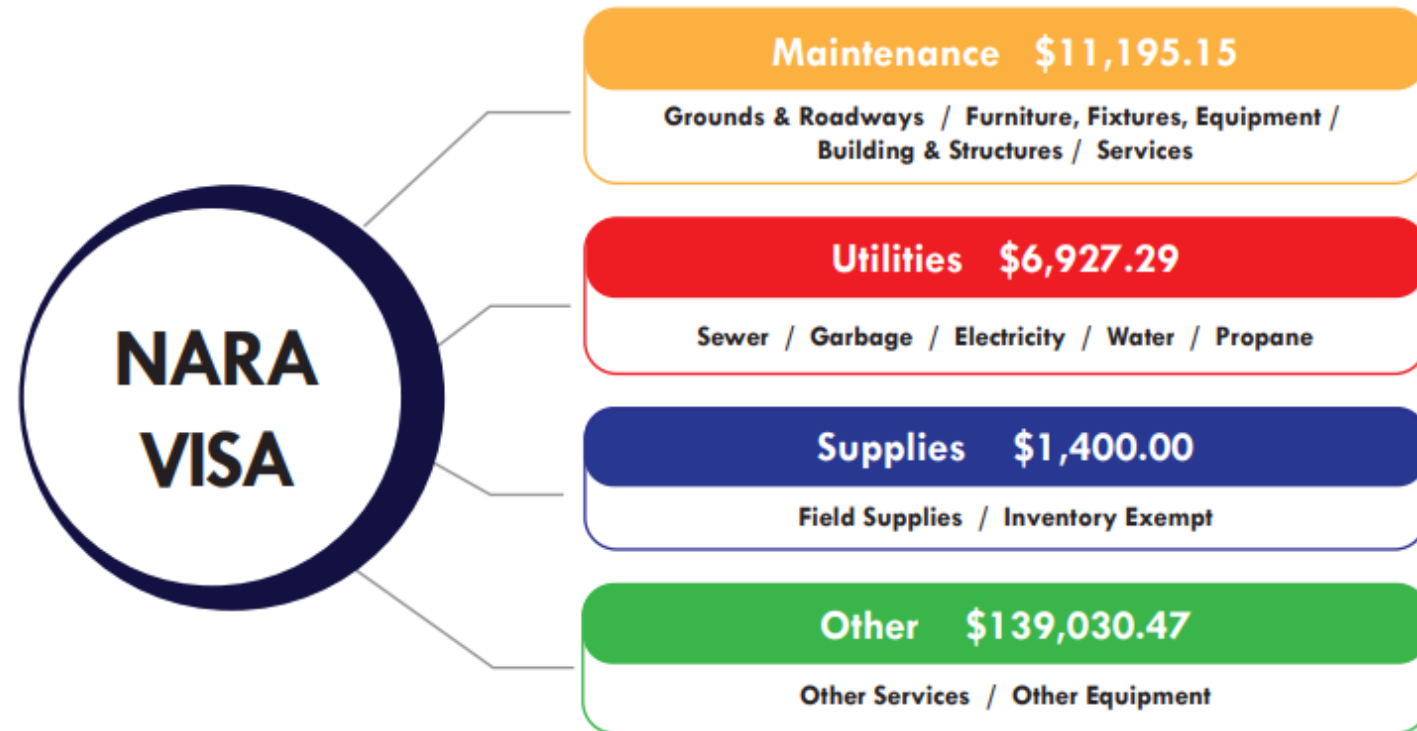 NARA
VISA
Maintenance $11,195.15
Grounds & Roadways / Furniture, Fixtures, Equipment /
Building & Structures / Services
Utilities $6,927.29
Sewer / Garbage / Electricity / Water / Propane
Supplies $1,400.00
Field Supplies / Inventory Exempt
Other $139,030.47
Other Services / Other Equipment